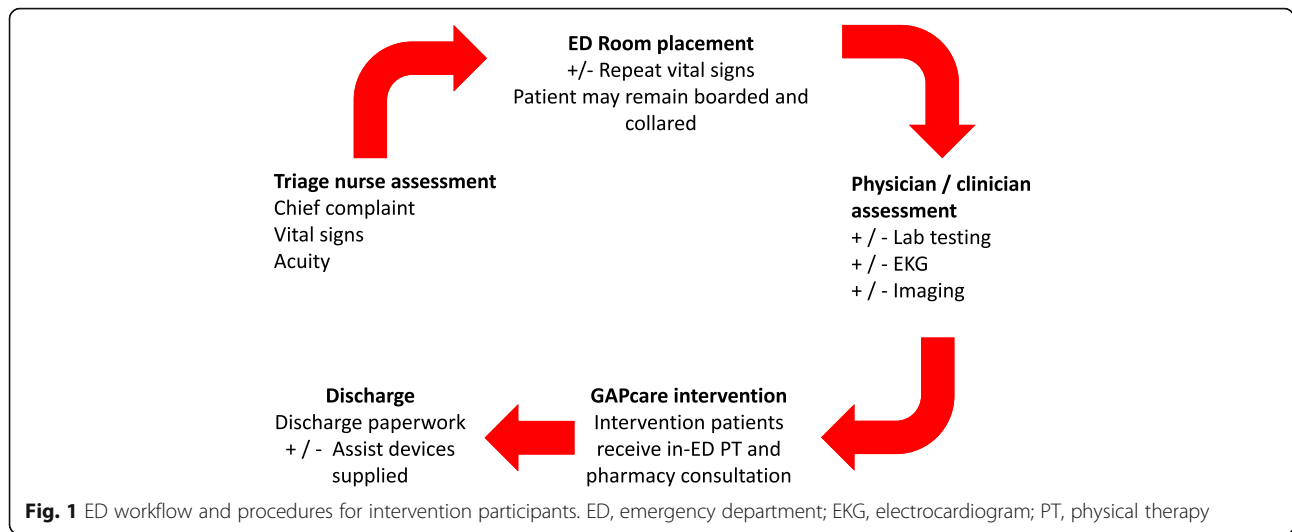 ED Room placement
+/- Repeat vital signs
Patient may remain boarded and
collared
Triage nurse assessment
Chief complaint
Vital signs
Acuity
Physician / clinician
assessment
+ / - Lab testing
+ / - EKG
+ / - Imaging
Discharge
Discharge paperwork
+ / - Assist devices
supplied
GAPcare intervention
Intervention patients
receive in-ED PT and
pharmacy consultation
Fig. 1 ED workflow and procedures for intervention participants. ED, emergency department; EKG, electrocardiogram; PT, physical therapy